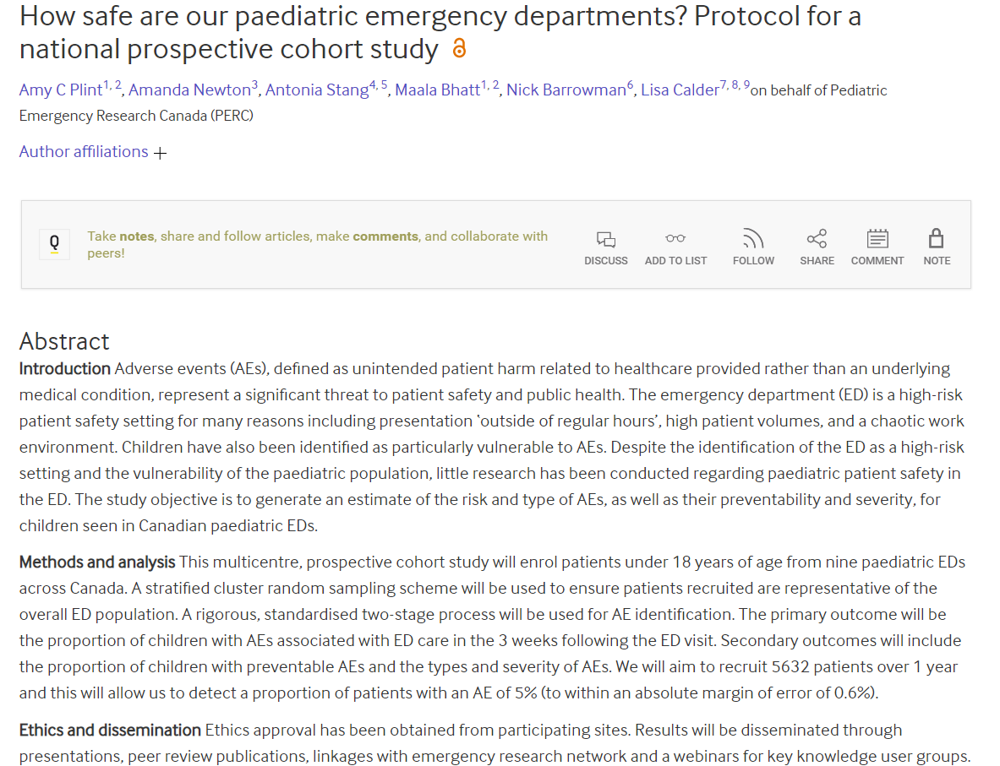 How safe are our paediatric emergency departments? Protocol for a
national prospective cohort study
Amy C Plint1, 2, Amanda Newton3, Antonia Stang4, 5, Maala Bhatt1, 2, Nick Barrowman6, Lisa Calder7, 8, 9on behalf of Pediatric
Emergency Research Canada (PERC)
Author affiliations +
Q
Take notes, share and follow articles, make comments, and collaborate with
peers!
DISCUSS ADD TO LIST FOLLOW SHARE COMMENT NOTE
Abstract
Introduction Adverse events (AEs), defined as unintended patient harm related to healthcare provided rather than an underlying
medical condition, represent a significant threat to patient safety and public health. The emergency department (ED) is a high-risk
patient safety setting for many reasons including presentation ‘outside of regular hours’, high patient volumes, and a chaotic work
environment. Children have also been identified as particularly vulnerable to AEs. Despite the identification of the ED as a high-risk
setting and the vulnerability of the paediatric population, little research has been conducted regarding paediatric patient safety in
the ED. The study objective is to generate an estimate of the risk and type of AEs, as well as their preventability and severity, for
children seen in Canadian paediatric EDs.
Methods and analysis This multicentre, prospective cohort study will enrol patients under 18 years of age from nine paediatric EDs
across Canada. A stratified cluster random sampling scheme will be used to ensure patients recruited are representative of the
overall ED population. A rigorous, standardised two-stage process will be used for AE identification. The primary outcome will be
the proportion of children with AEs associated with ED care in the 3 weeks following the ED visit. Secondary outcomes will include
the proportion of children with preventable AEs and the types and severity of AEs. We will aim to recruit 5632 patients over 1 year
and this will allow us to detect a proportion of patients with an AE of 5% (to within an absolute margin of error of 0.6%).
Ethics and dissemination Ethics approval has been obtained from participating sites. Results will be disseminated through
presentations, peer review publications, linkages with emergency research network and a webinars for key knowledge user groups.